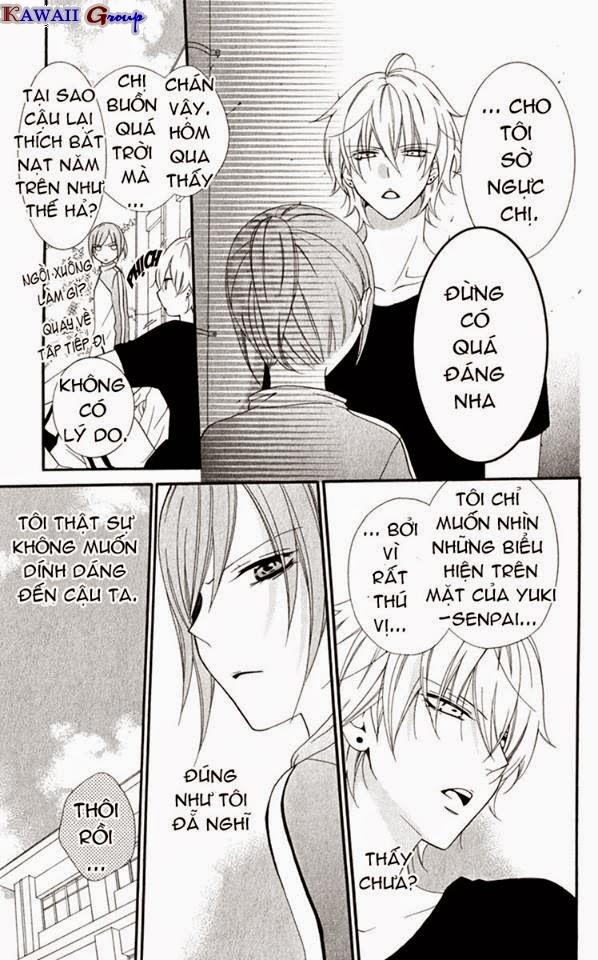 KAWAII Group
... CHO
TÔI
SỜ
NGỰC
CHỊ.
ĐỪNG
CÓ
QUÁ
ĐÁNG
NHA
CHÁN
VẬY,
HÔM
QUA
THẤY
CHỊ
BUỒN
QUÁ
TRỜI
MÀ
...
TẠI SAO
CẬU LẠI
THÍCH BẮT
NẠT NĂM
TRÊN NHƯ
THẾ HẢ?
PHỊCH
NGỒI XUỐNG
LÀM GÌ?
QUAY VỀ
TẬP TIẾP ĐI
KHÔNG
CÓ
LÝ DO.
TÔI CHỈ
MUỐN NHÌN
NHỮNG BIỂU
HIỆN TRÊN
MẶT CỦA YUKI
-SENPAI...
... BỞI
VÌ
RẤT
THÚ
VỊ...
THẤY
CHƯA?
ĐÚNG
NHƯ TÔI
ĐÃ NGHĨ
TÔI THẬT SỰ
KHÔNG MUỐN
DÍNH DÁNG
ĐẾN CẬU TA.
THÔI
RỒI
...